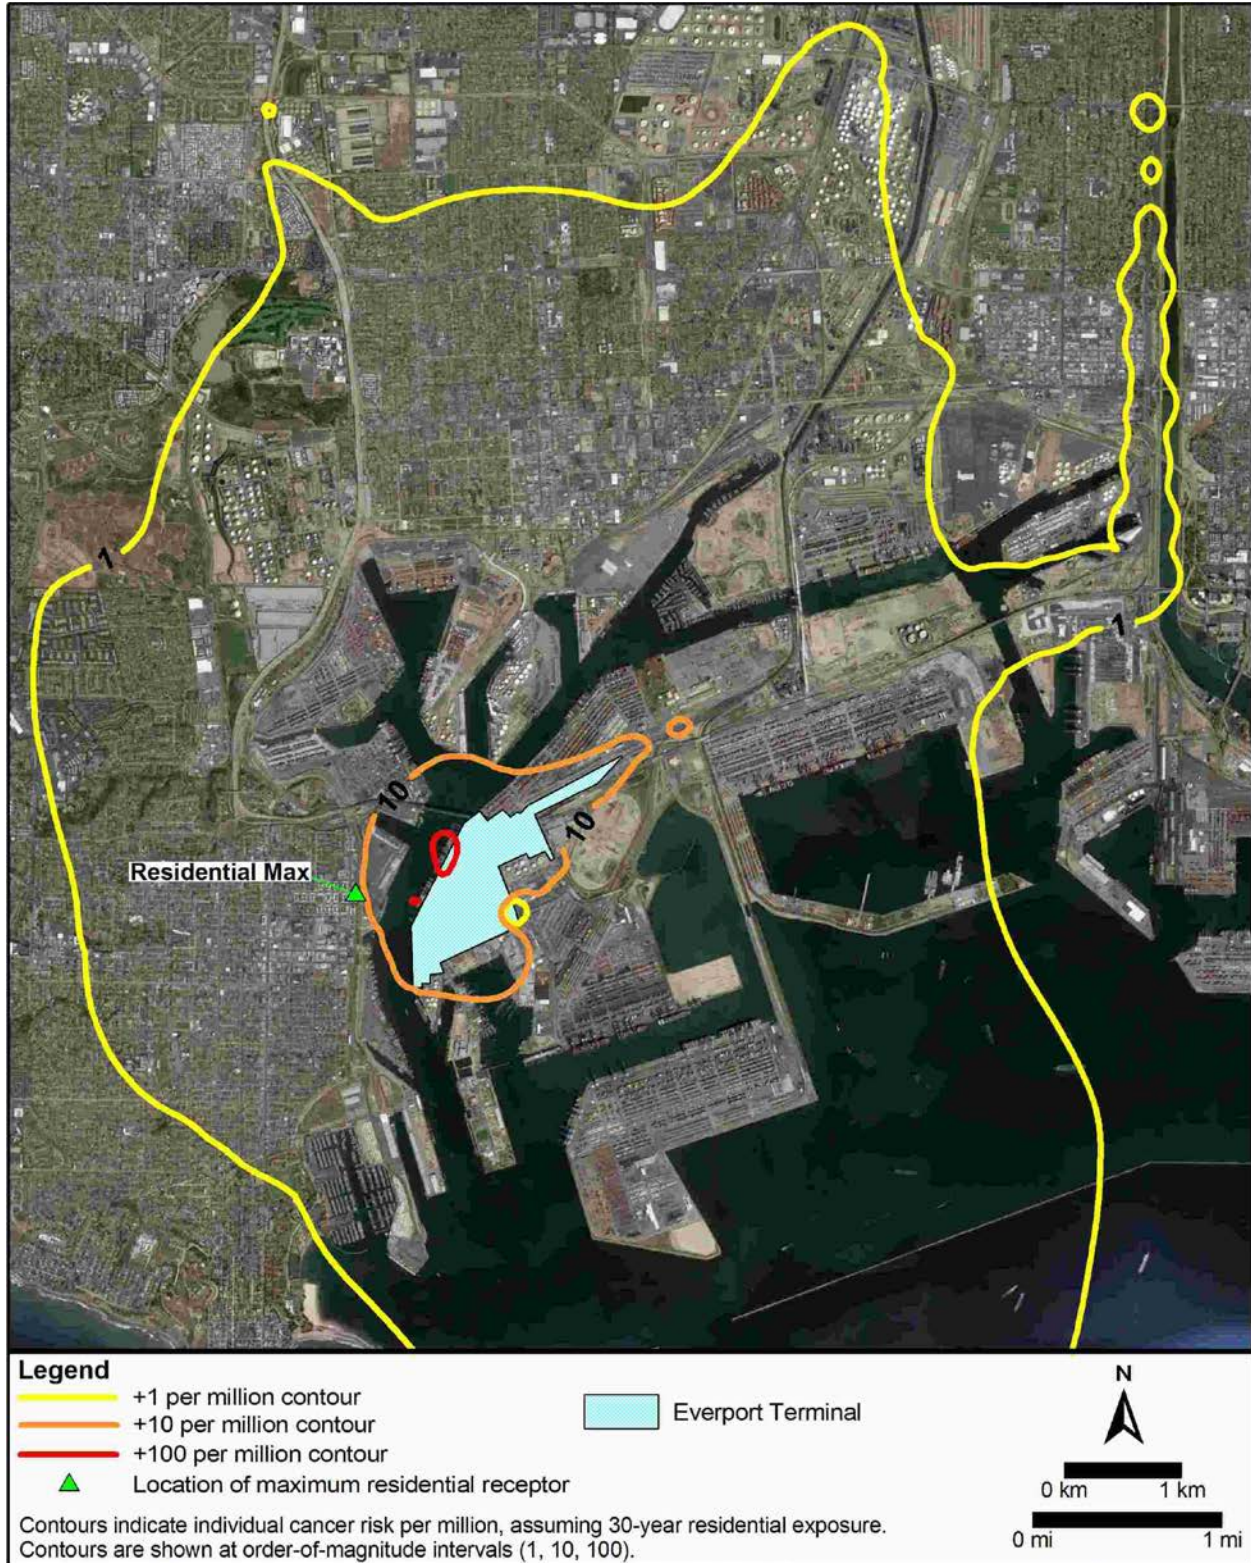 1
1
10
10
Residential Max
Legend
+1 per million contour
+10 per million contour
+100 per million contour
Location of maximum residential receptor
Everport Terminal
N
0 km 1 km
0 mi 1 mi
Contours indicate individual cancer risk per million, assuming 30-year residential exposure.
Contours are shown at order-of-magnitude intervals (1, 10, 100).